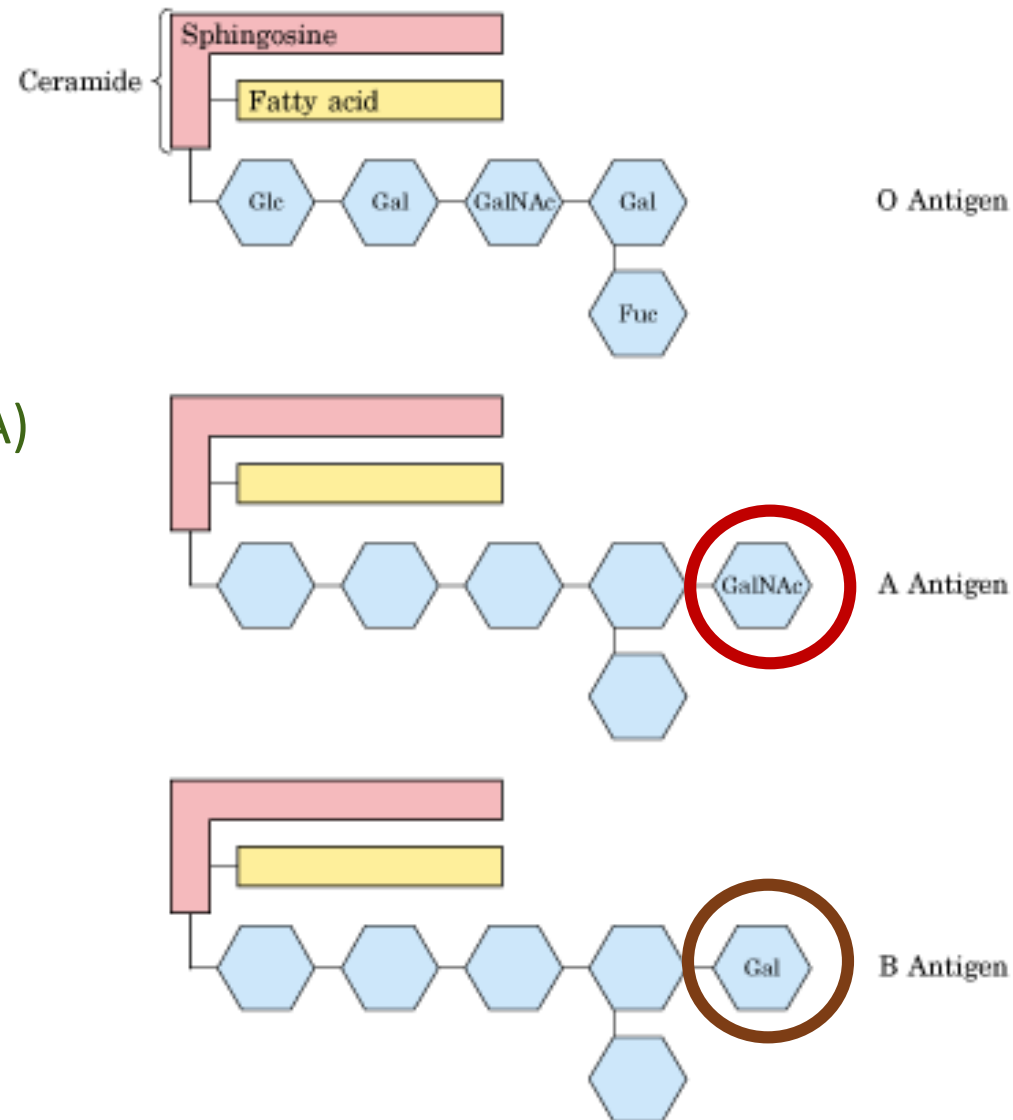 Sphingosine
Ceramide
Fatty acid
Glc Gal GalNAc Gal O Antigen
Fuc
A)
GalNAc A Antigen
Gal B Antigen